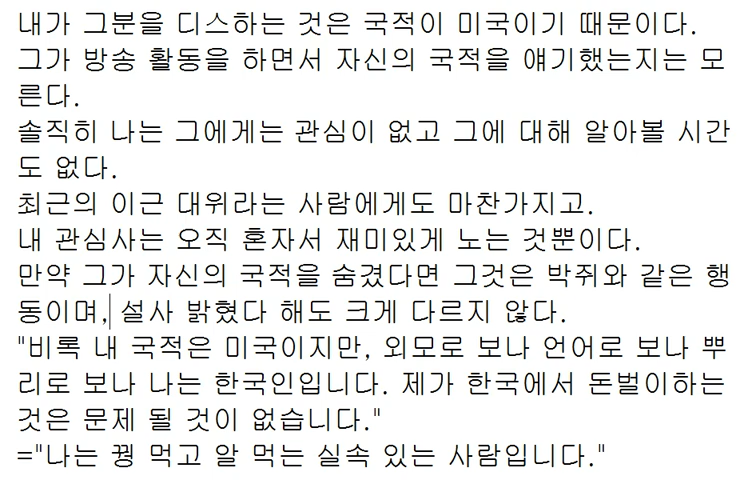 내가 그분을 디스하는 것은 국적이 미국이기 때문이다.
그가 방송 활동을 하면서 자신의 국적을 얘기했는지는 모
른다.
솔직히 나는 그에게는 관심이 없고 그에 대해 알아볼 시간
도 없다.
최근의 이근 대위라는 사람에게도 마찬가지고.
내 관심사는 오직 혼자서 재미있게 노는 것뿐이다.
만약 그가 자신의 국적을 숨겼다면 그것은 박쥐와 같은 행
동이며, 설사 밝혔다 해도 크게 다르지 않다.
"비록 내 국적은 미국이지만, 외모로 보나 언어로 보나 뿌
리로 보나 나는 한국인입니다. 제가 한국에서 돈벌이하는
것은 문제 될 것이 없습니다."
="나는 꿩 먹고 알 먹는 실속 있는 사람입니다."